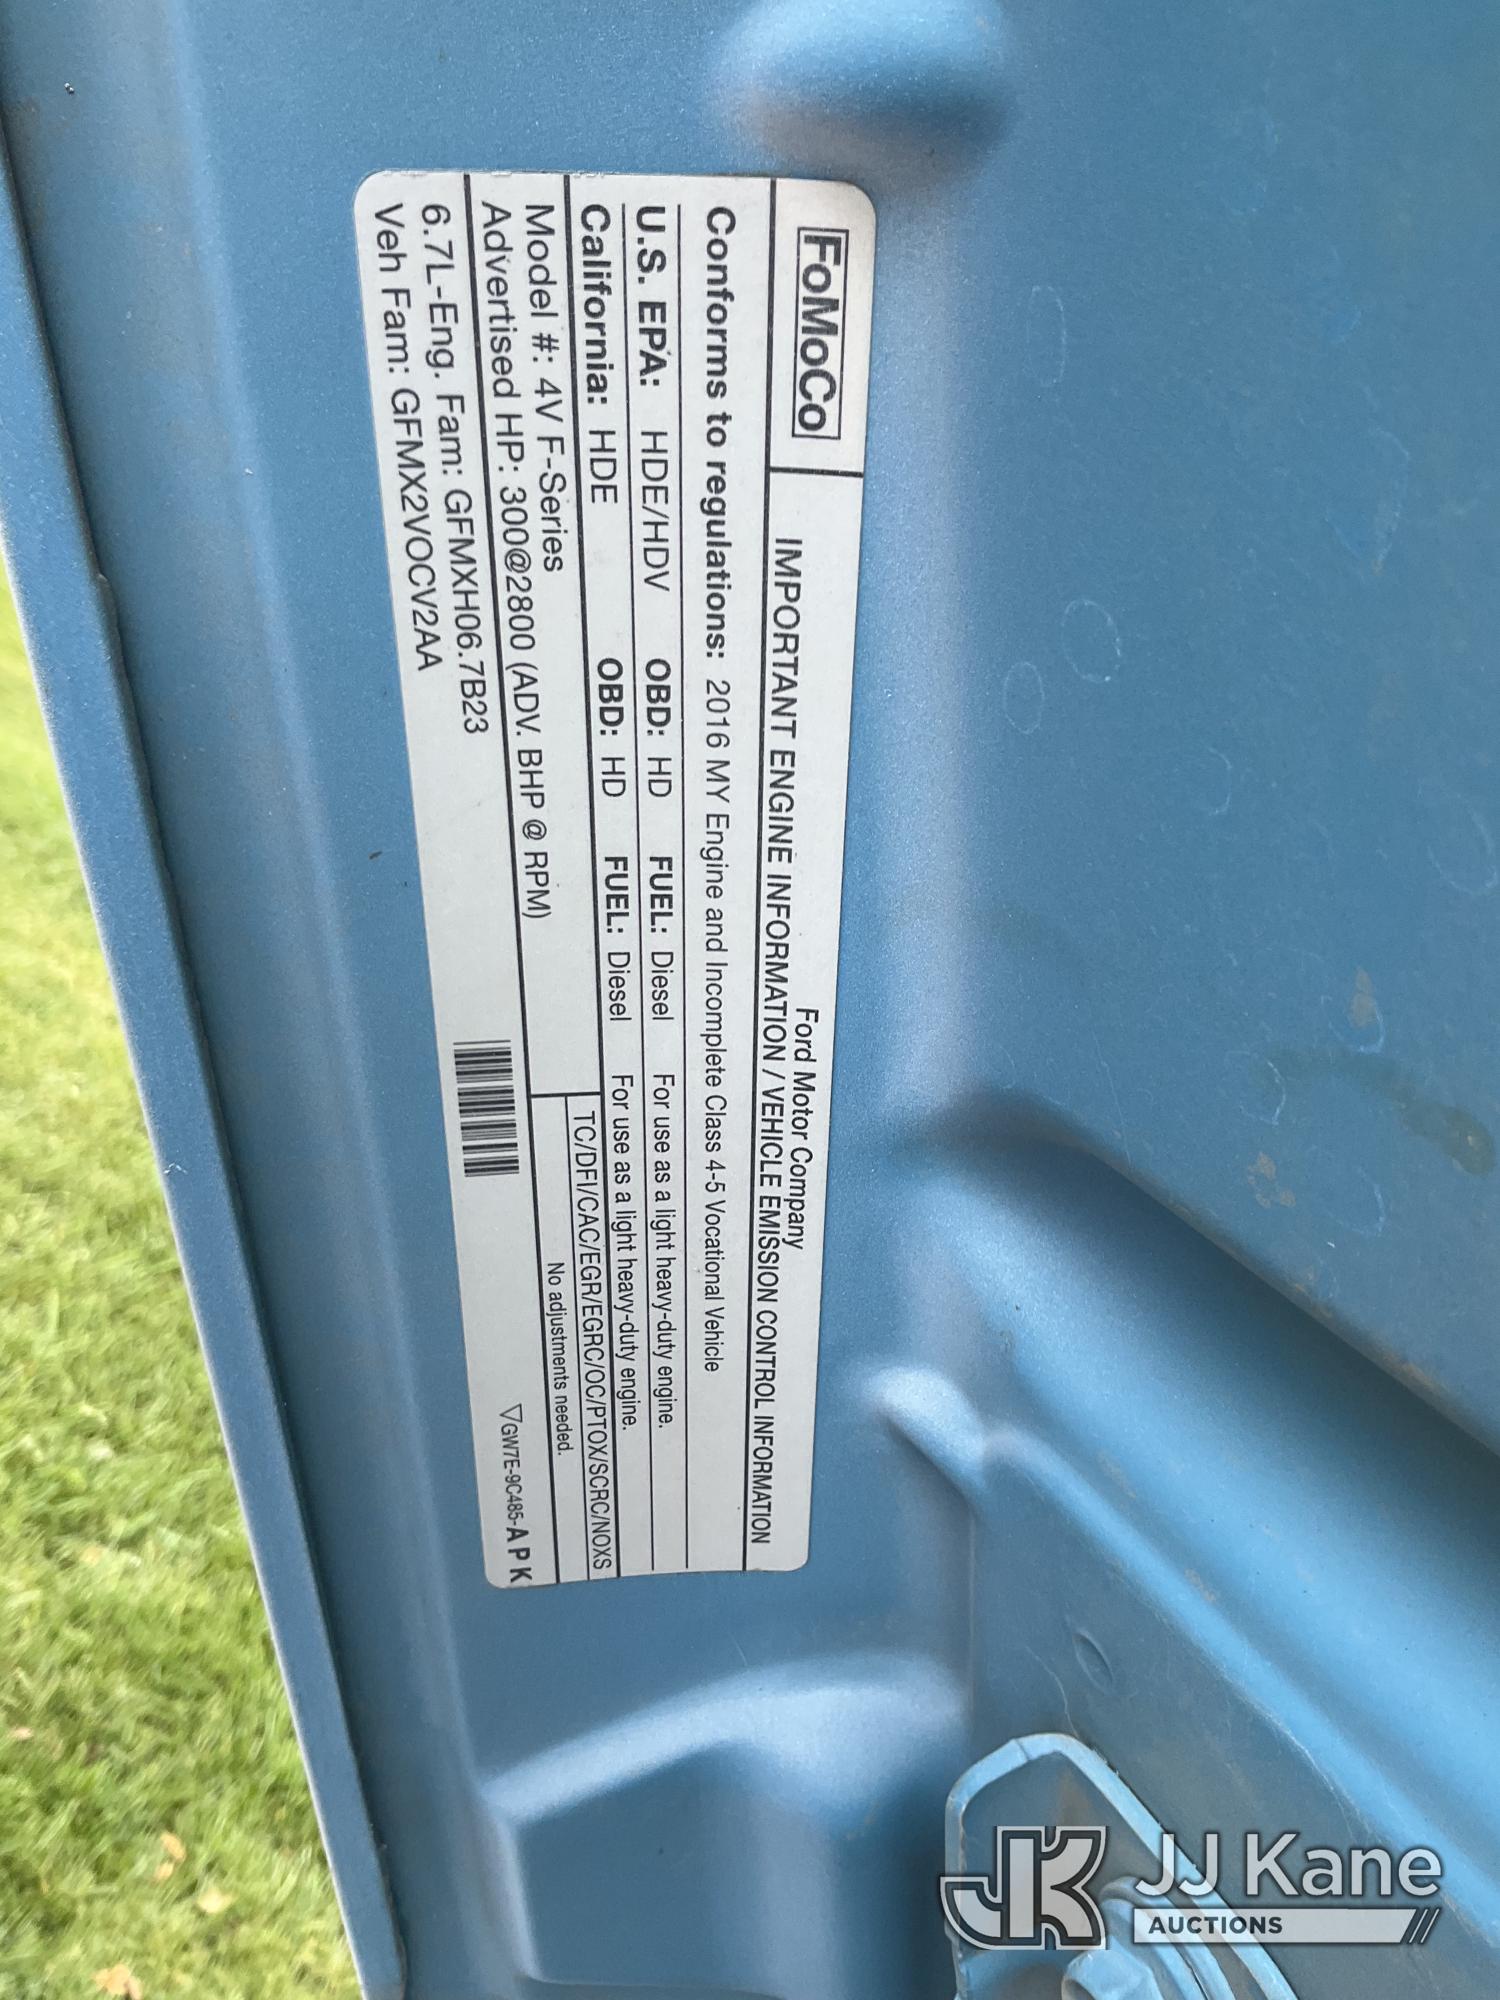 FoMoCo
Ford Motor Company
IMPORTANT ENGINE INFORMATION / VEHICLE EMISSION CONTROL INFORMATION
Conforms to regulations: 2016 MY Engine and Incomplete Class 4-5 Vocational Vehicle
U.S. EPA: HDE/HDV OBD: HD FUEL: Diesel For use as a light heavy-duty engine.
California: HDE OBD: HD FUEL: Diesel For use as a light heavy-duty engine.
Model #: 4V F-Series
TC/DFI/CAC/EGR/EGRC/OC/PTOX/SCRC/NOXS
Advertised HP: 300@2800 (ADV. BHP @ RPM)
No adjustments needed.
6.7L-Eng. Fam: GFMXH06.7B23
Veh Fam: GFMX2VOCV2AA
▽GW7E-9C485-A P K
JK JJ Kane
AUCTIONS